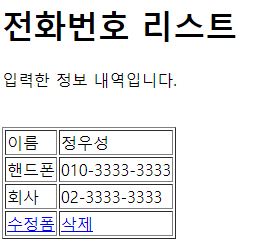 전화번호 리스트
입력한 정보 내역입니다.
이름 정우성
핸드폰 010-3333-3333
회사 02-3333-3333
수정폼 삭제